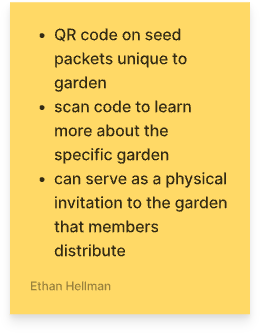 • QR code on seed
packets unique to
garden
• scan code to learn
more about the
specific garden
• can serve as a physical
invitation to the garden
that members
distribute
Ethan Hellman